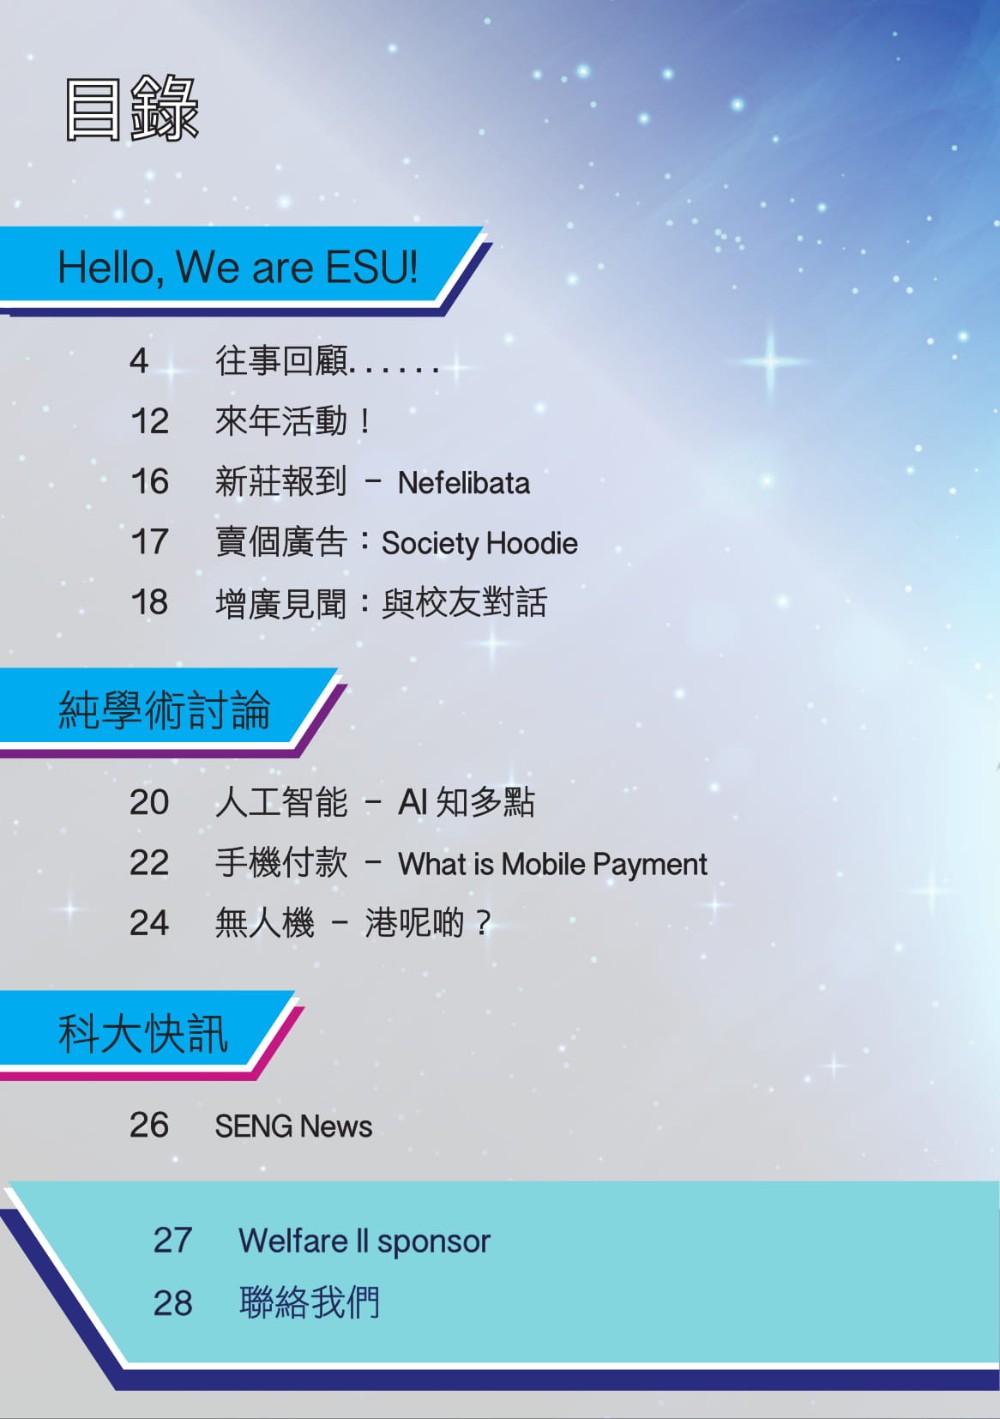 目錄
Hello, We are ESU!
4 往事回顧......
12 來年活動！
16 新莊報到 － Nefelibata
17 賣個廣告：Society Hoodie
18 增廣見聞：與校友對話
純學術討論
20 人工智能 － AI 知多點
22 手機付款 － What is Mobile Payment
24 無人機 － 港呢啲？
科大快訊
26 SENG News
27 Welfare ll sponsor
28 聯絡我們